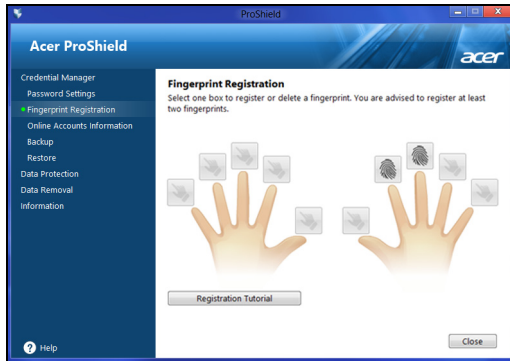 ProShield
Acer ProShield
acer
Credential Manager
Password Settings
Fingerprint Registration
Online Accounts Information
Backup
Restore
Data Protection
Data Removal
Information
Fingerprint Registration
Select one box to register or delete a fingerprint. You are advised to register at least
two fingerprints.
Registration Tutorial
? Help
Close